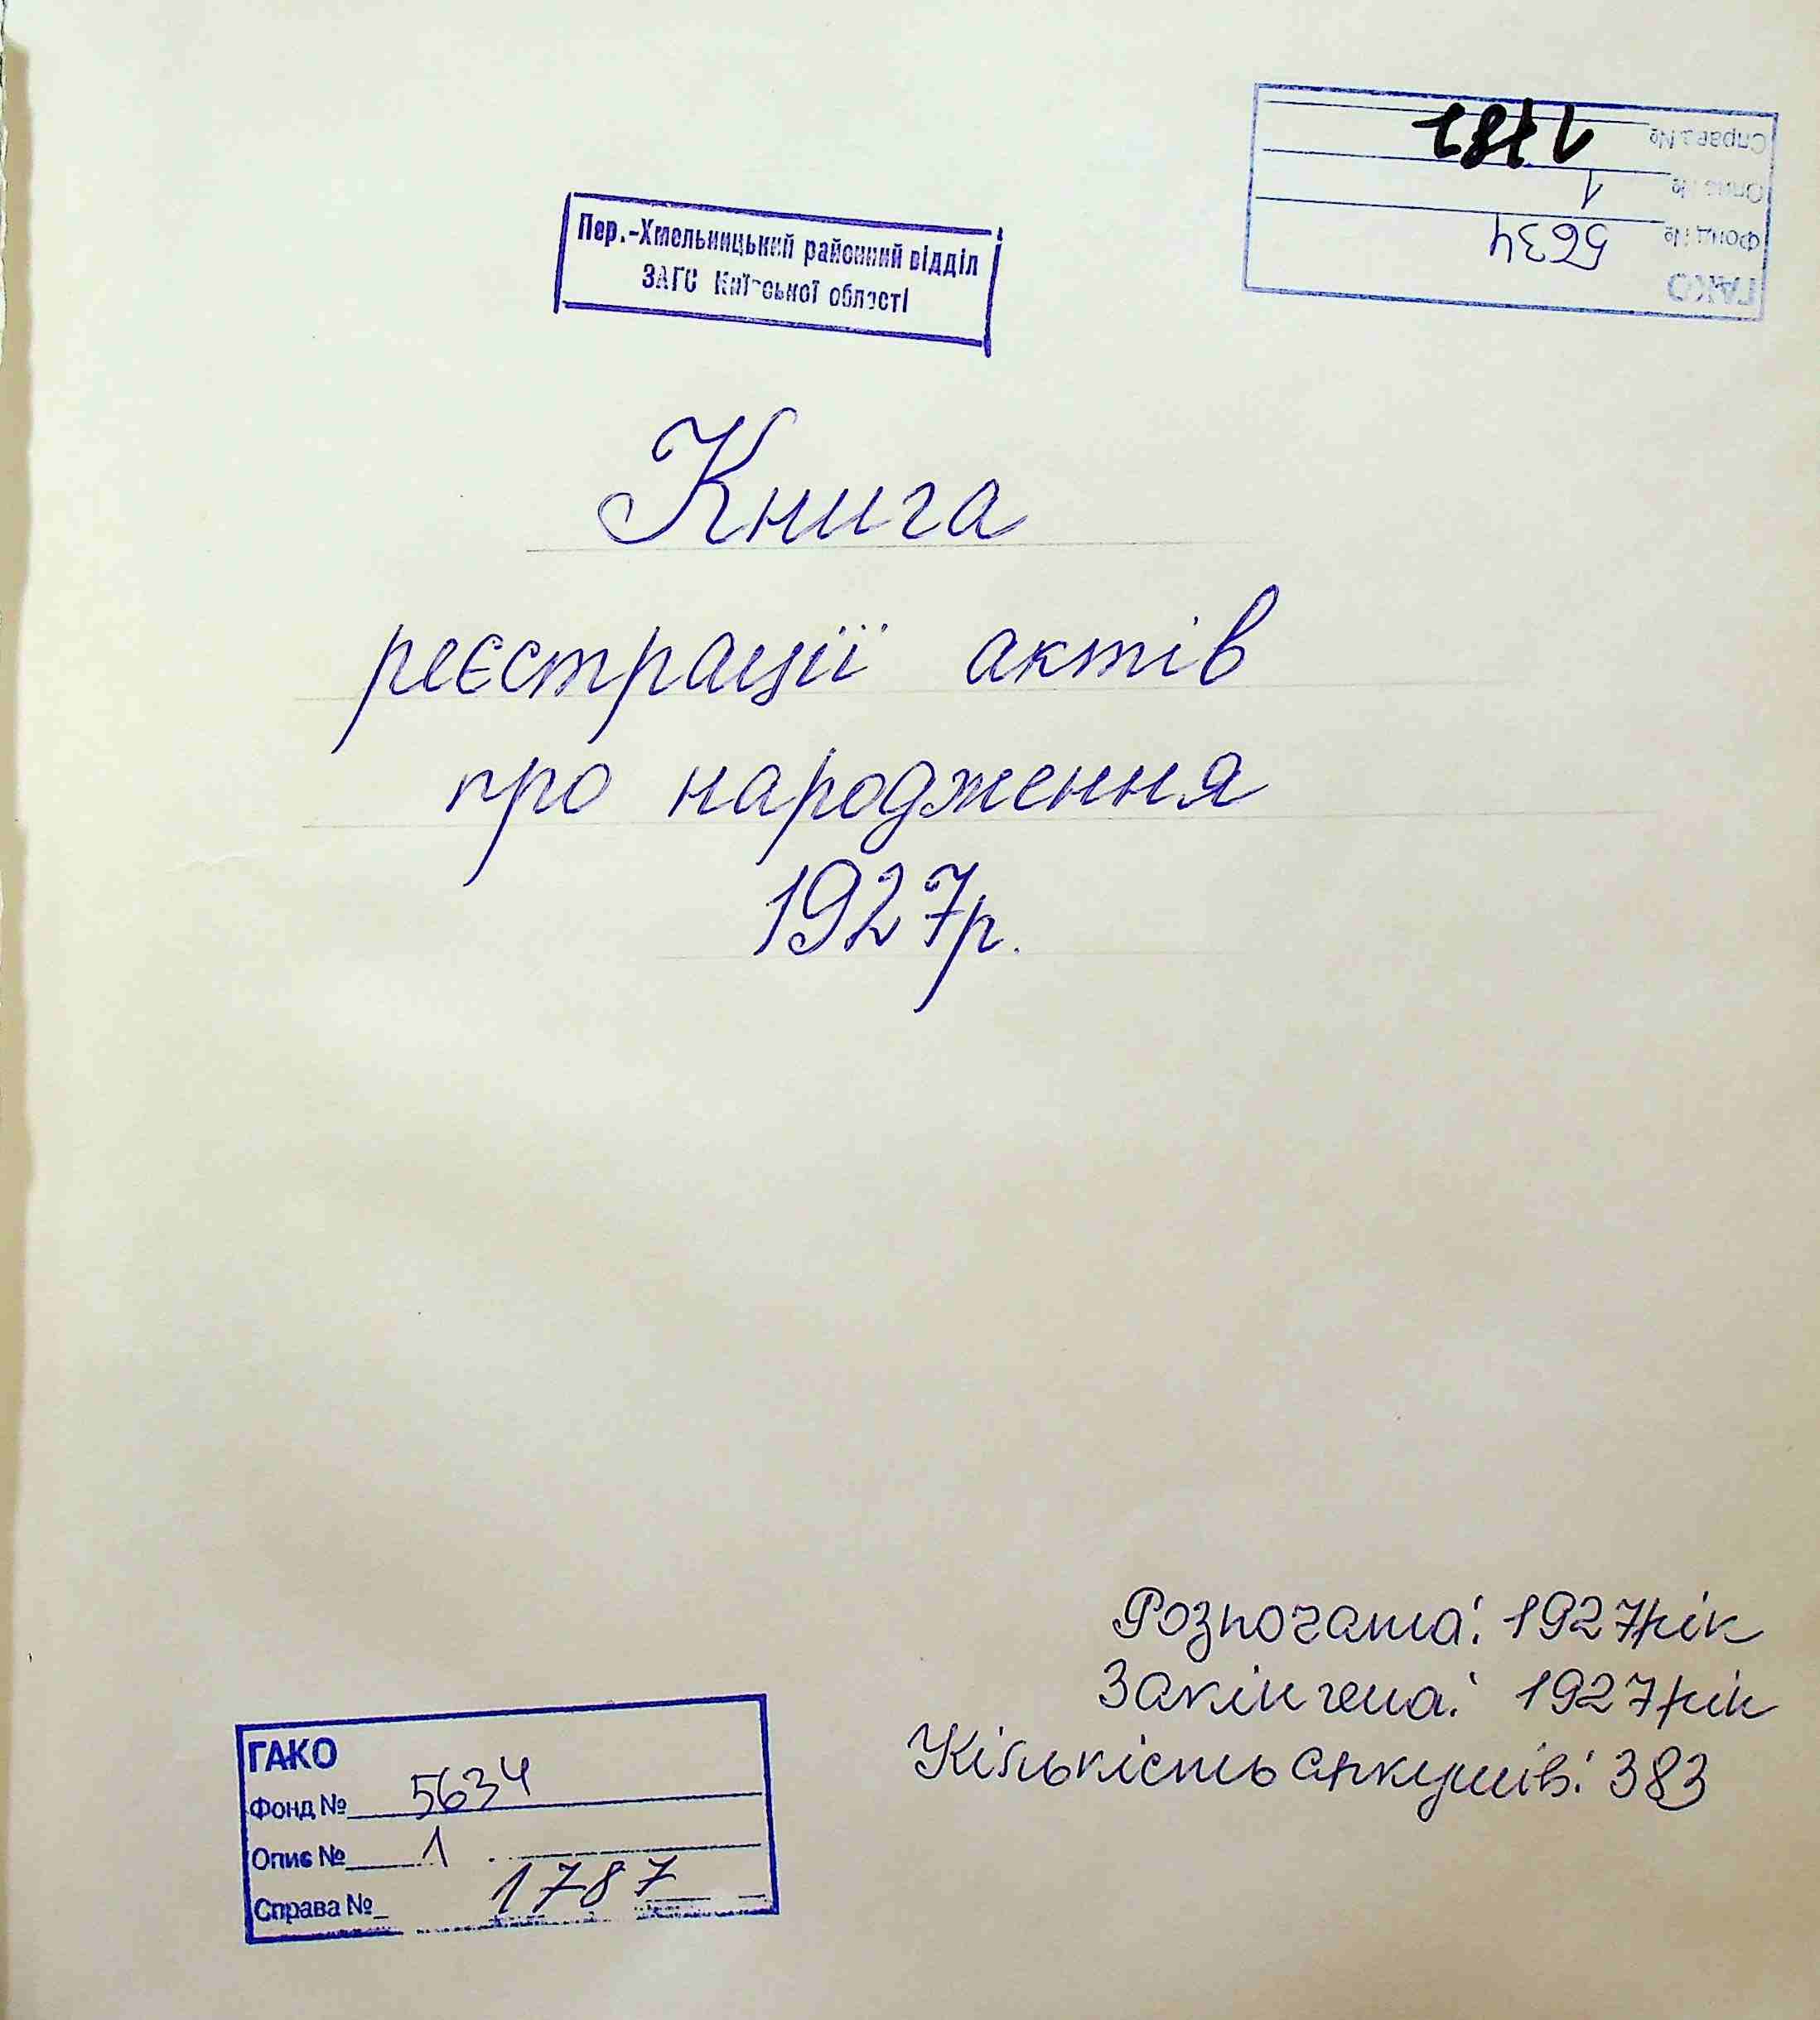 ГАКО
Фонд № 5634
Опис № 1
Справа № 1787
Пер.-Хмельницький районний відділ
ЗАГС Київської області
Книга
реєстрації актів
про народження
1927р.
Розпочата: 1927рік
Закінчена: 1927рік
Кількість аркушів: 383
ГАКО
Фонд № 5634
Опис № 1
Справа № 1787